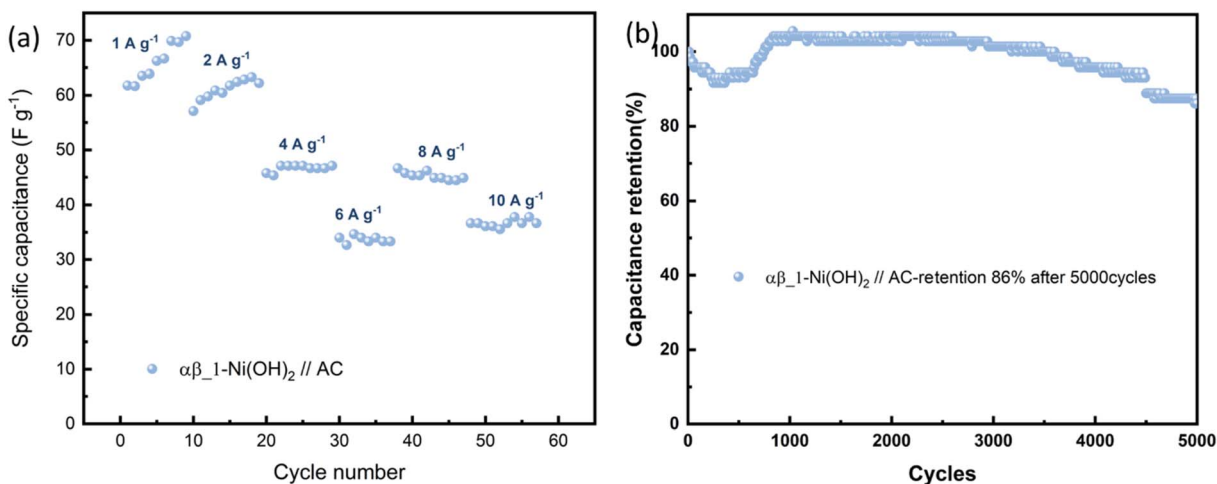 (a)
70
60
50
40
30
20
10
0
Specific capacitance (F g⁻¹)
1 A g⁻¹
2 A g⁻¹
4 A g⁻¹
6 A g⁻¹
8 A g⁻¹
10 A g⁻¹
αβ_1-Ni(OH)₂ // AC
0 10 20 30 40 50 60
Cycle number
(b)
100
80
60
40
20
0
Capacitance retention(%)
αβ_1-Ni(OH)₂ // AC-retention 86% after 5000cycles
0 1000 2000 3000 4000 5000
Cycles